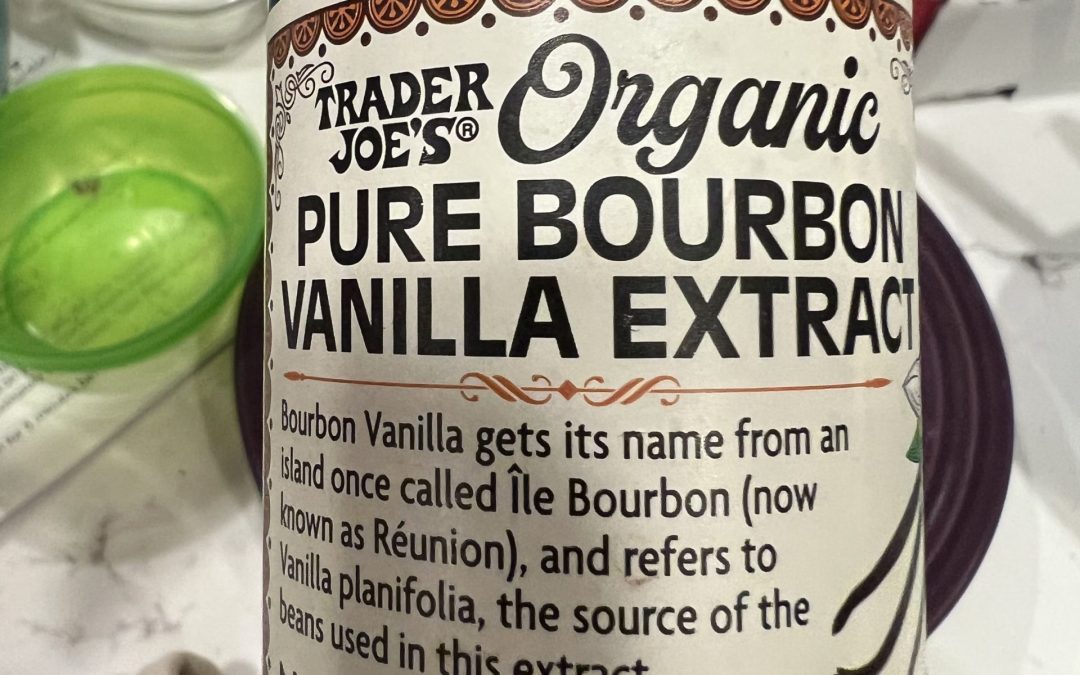 TRADER
JOE'S®
Organic
PURE BOURBON
VANILLA EXTRACT
Bourbon Vanilla gets its name from an
island once called Île Bourbon (now
known as Réunion), and refers to
Vanilla planifolia, the source of the
beans used in this extract.